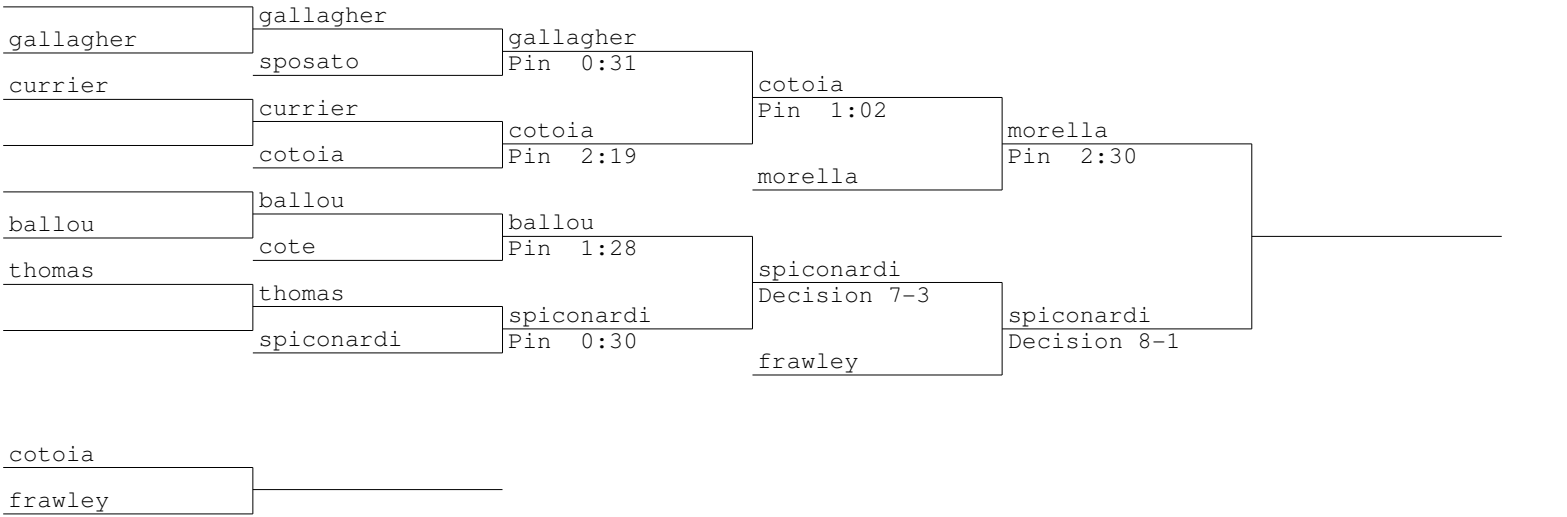 gallagher
gallagher
gallagher
sposato
Pin 0:31
currier
cotoia
currier
Pin 1:02
cotoia
morella
cotoia
Pin 2:19
Pin 2:30
morella
ballou
ballou
ballou
cote
Pin 1:28
thomas
spiconardi
thomas
Decision 7-3
spiconardi
spiconardi
spiconardi
Pin 0:30
Decision 8-1
frawley
cotoia
frawley